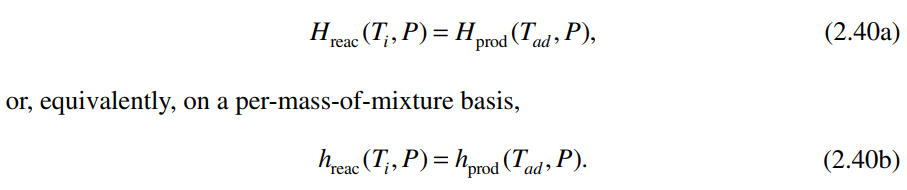 H_reac (T_i, P) = H_prod (T_ad, P), (2.40a)
or, equivalently, on a per-mass-of-mixture basis,
h_reac (T_i, P) = h_prod (T_ad, P). (2.40b)